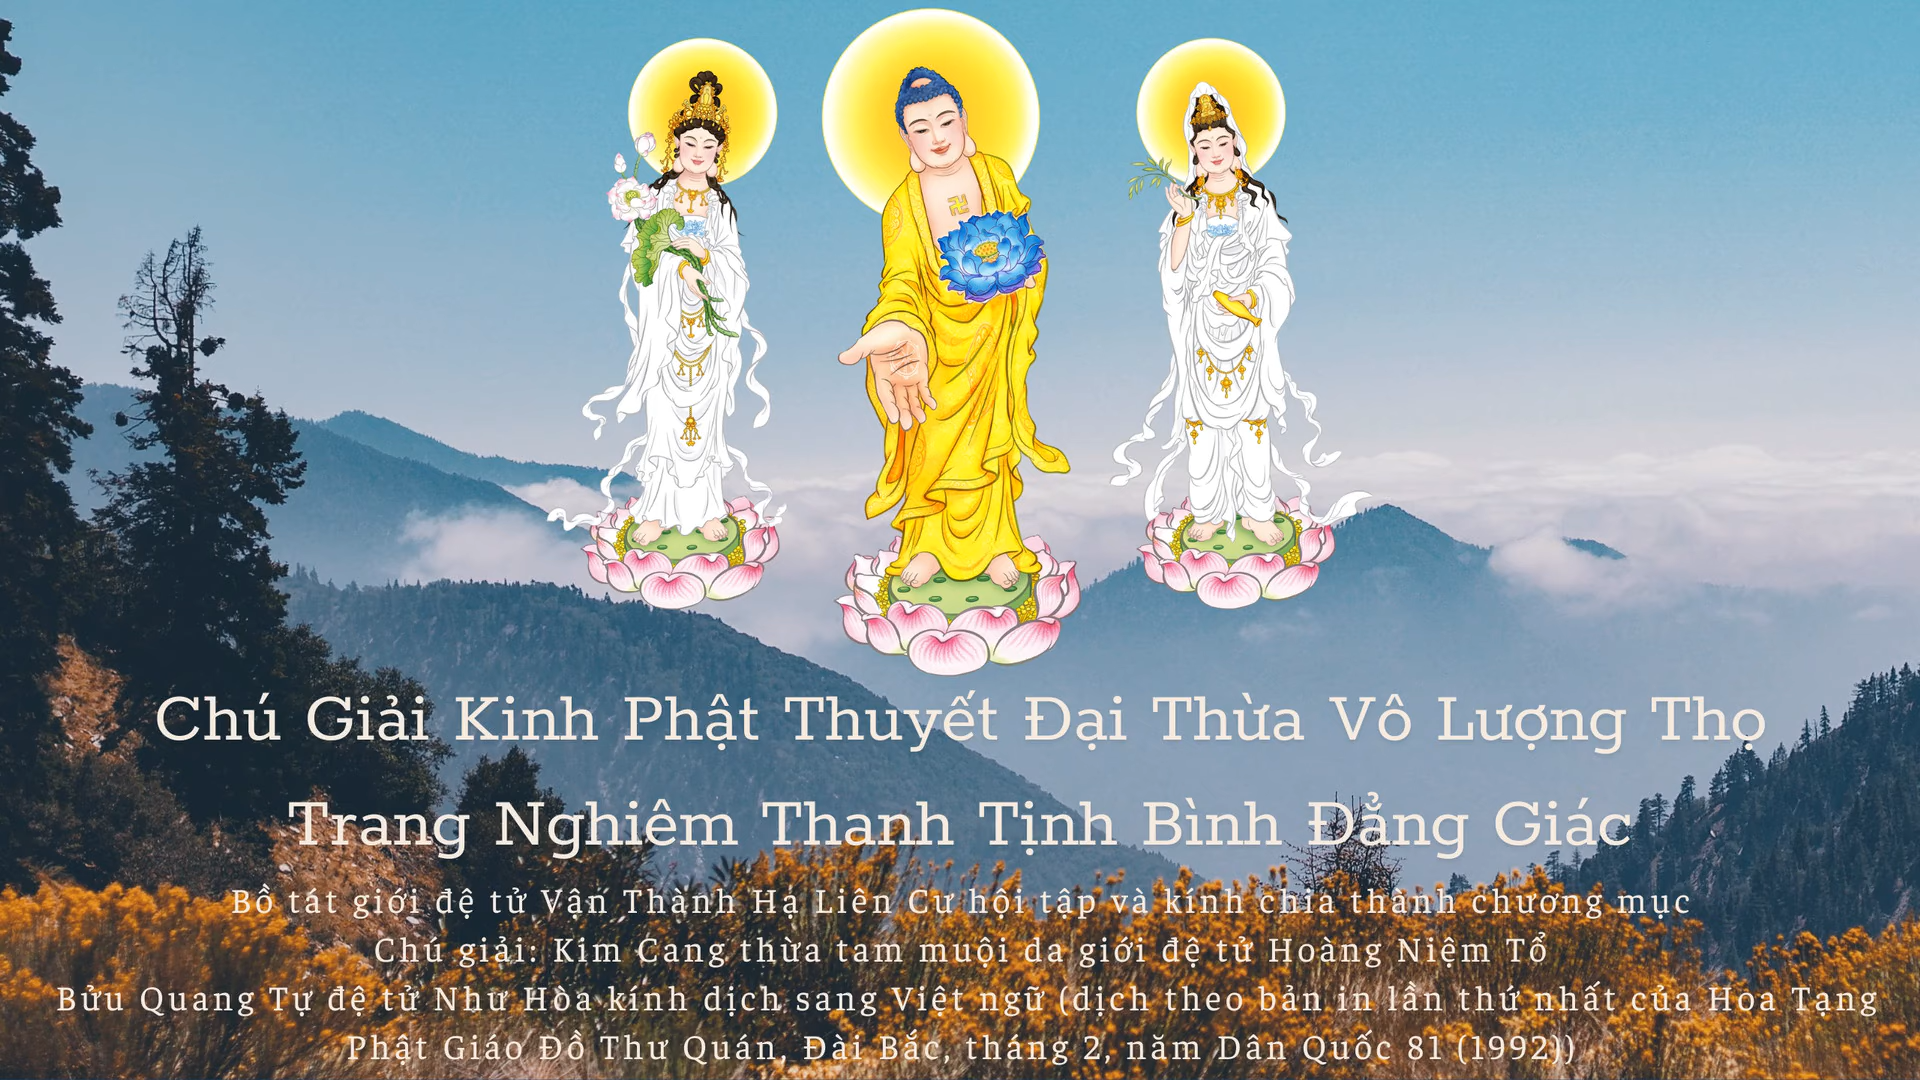 Chú Giải Kinh Phật Thuyết Đại Thừa Vô Lượng Thọ
Trang Nghiêm Thanh Tịnh Bình Đẳng Giác
Bồ tát giới đệ tử Vận Thành Hạ Liên Cư hội tập và kính chia thành chương mục
Chú giải: Kim Cang thừa tam muội da giới đệ tử Hoàng Niệm Tổ
Bửu Quang Tự đệ tử Như Hòa kính dịch sang Việt ngữ (dịch theo bản in lần thứ nhất của Hoa Tạng
Phật Giáo Đồ Thư Quán, Đài Bắc, tháng 2, năm Dân Quốc 81 (1992))